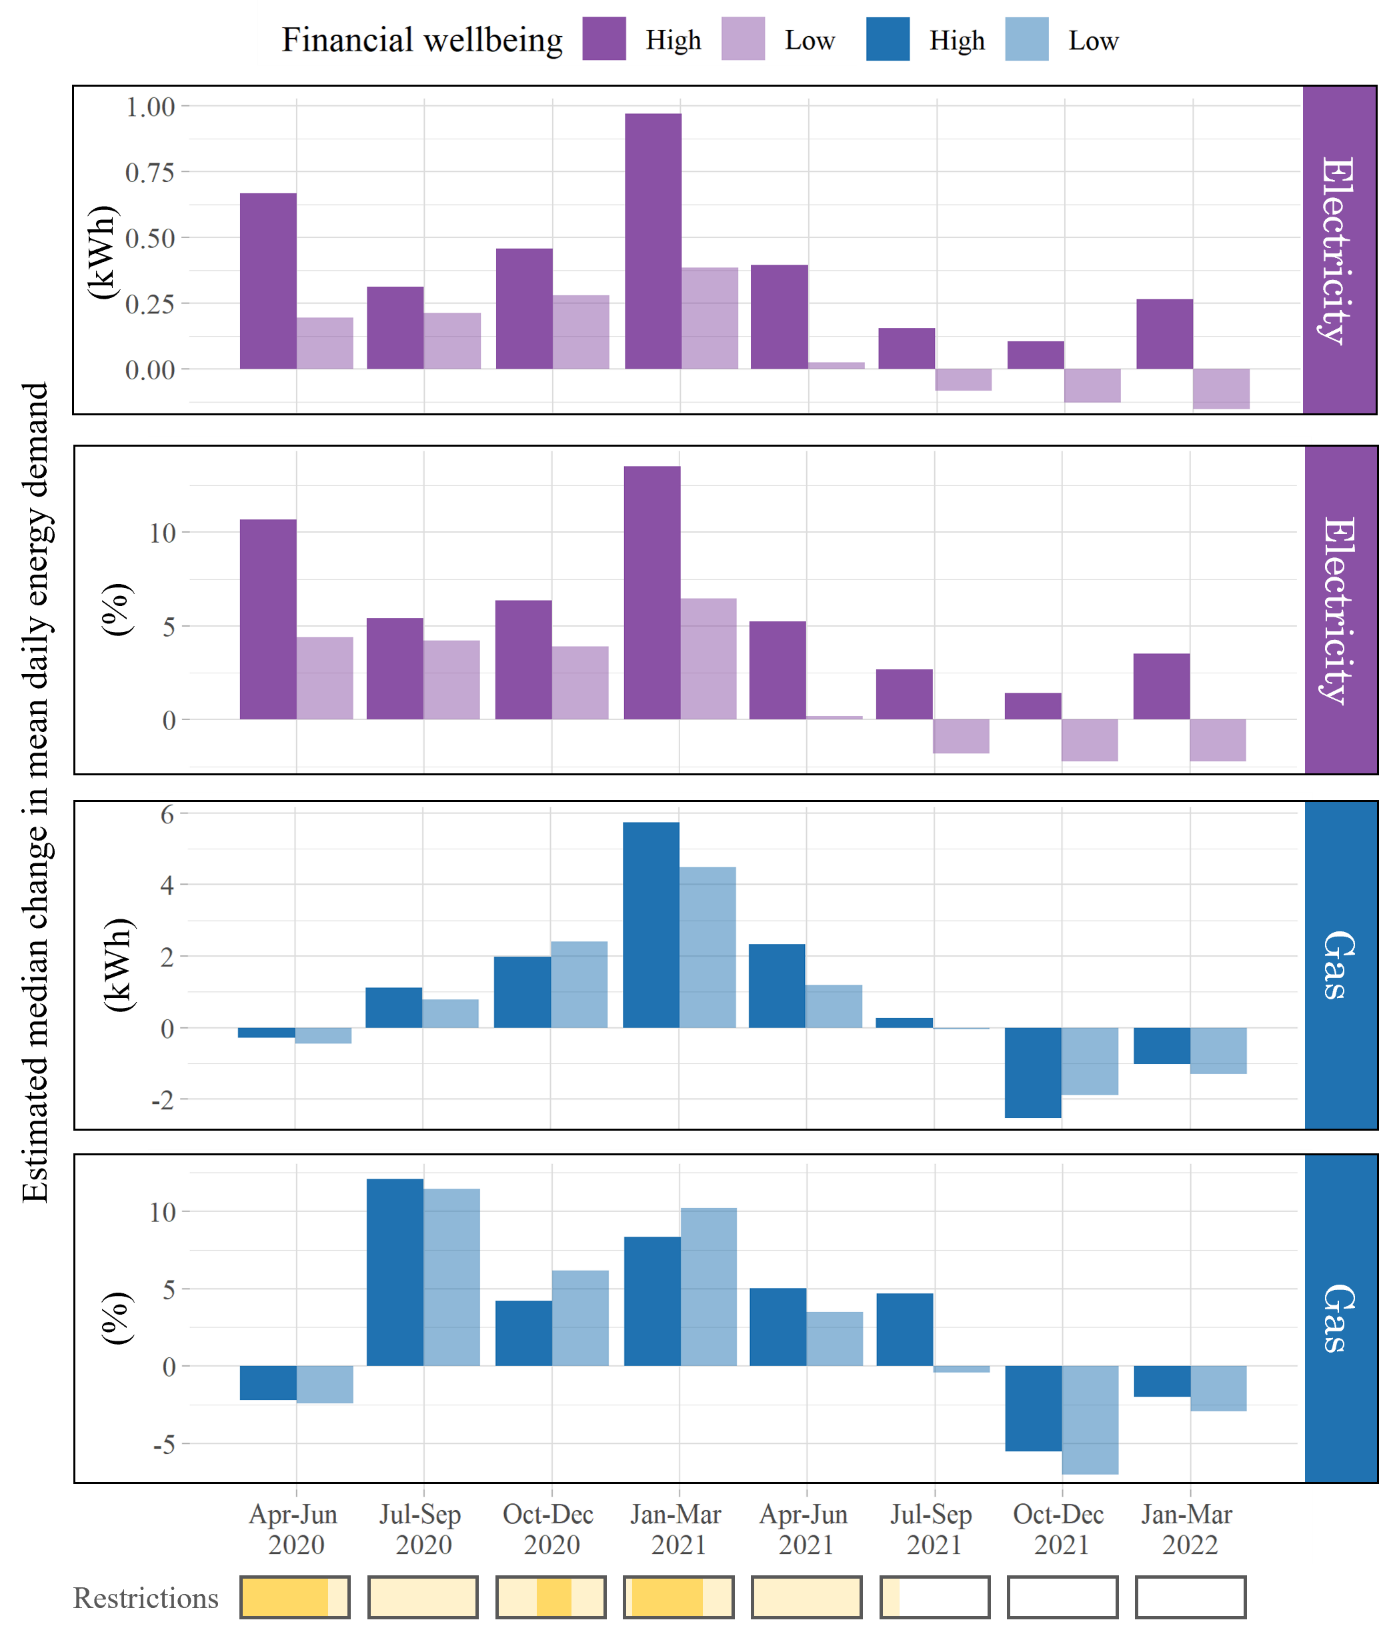 Financial wellbeing High Low High Low
Estimated median change in mean daily energy demand
(kWh)
1.00
0.75
0.50
0.25
0.00
Electricity
(%)
10
5
0
Electricity
(kWh)
6
4
2
0
-2
Gas
(%)
10
5
0
-5
Gas
Apr-Jun Jul-Sep Oct-Dec Jan-Mar Apr-Jun Jul-Sep Oct-Dec Jan-Mar
2020 2020 2020 2021 2021 2021 2021 2022
Restrictions